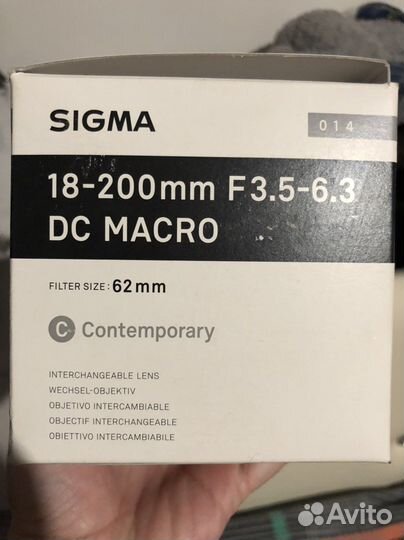 SIGMA
014
18-200mm F3.5-6.3
DC MACRO
FILTER SIZE: 62mm
C Contemporary
INTERCHANGEABLE LENS
WECHSEL-OBJEKTIV
OBJETIVO INTERCAMBIABLE
OBJECTIF INTERCHANGEABLE
OBIETTIVO INTERCAMBIABILE
Avito